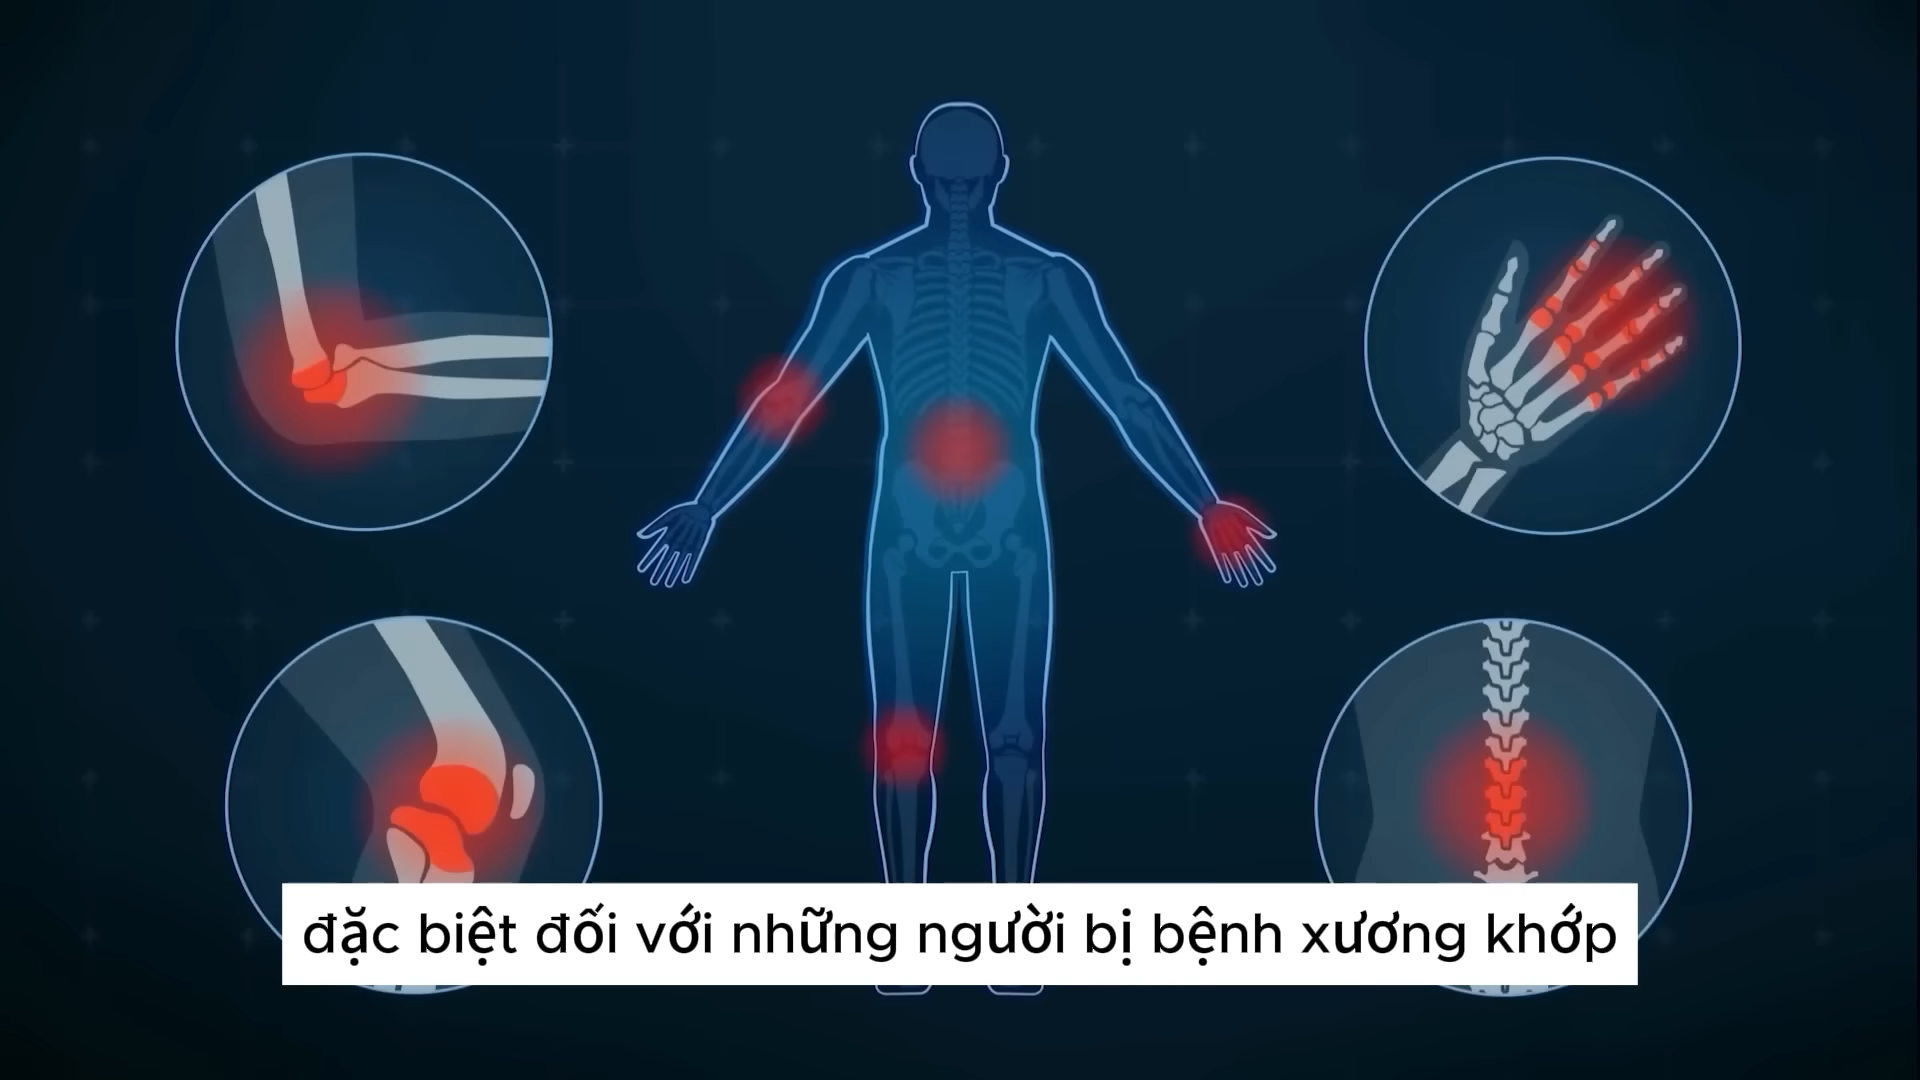 đặc biệt đối với những người bị bệnh xương khớp